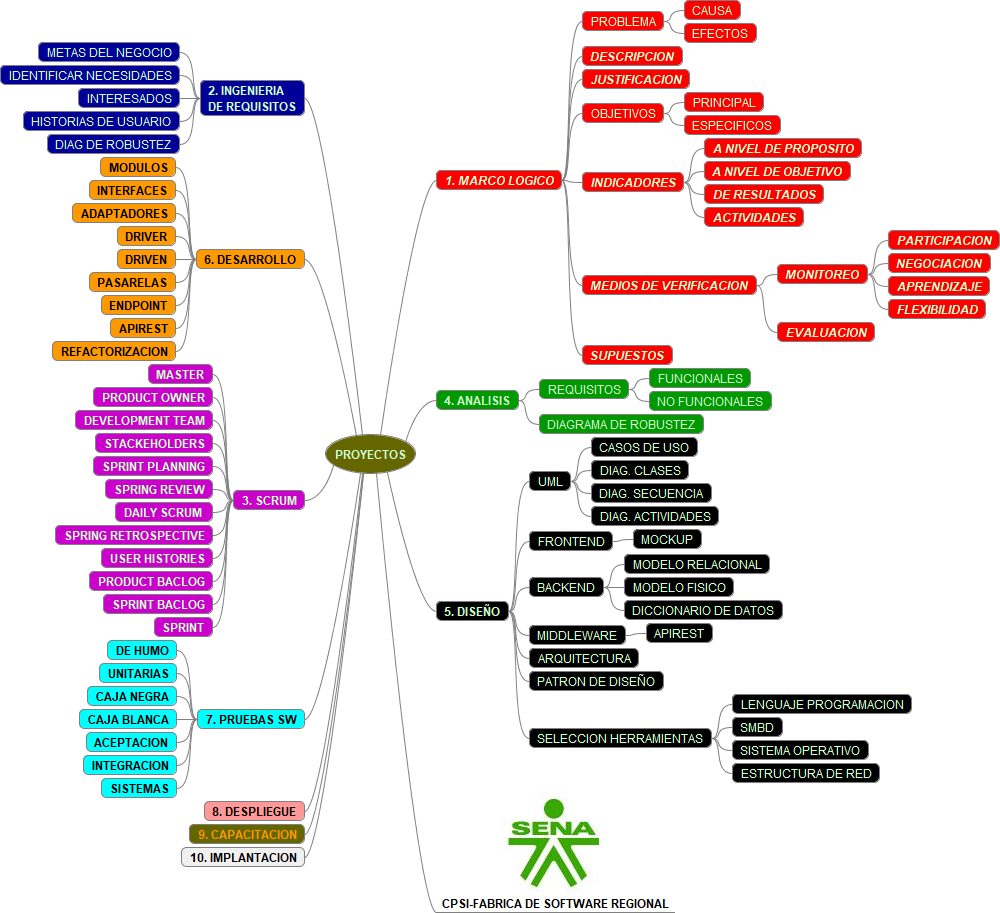 PROYECTOS
1. MARCO LOGICO
PROBLEMA
CAUSA
EFECTOS
DESCRIPCION
JUSTIFICACION
OBJETIVOS
PRINCIPAL
ESPECIFICOS
INDICADORES
A NIVEL DE PROPOSITO
A NIVEL DE OBJETIVO
DE RESULTADOS
ACTIVIDADES
MEDIOS DE VERIFICACION
MONITOREO
PARTICIPACION
NEGOCIACION
APRENDIZAJE
FLEXIBILIDAD
EVALUACION
SUPUESTOS
2. INGENIERIA
DE REQUISITOS
METAS DEL NEGOCIO
IDENTIFICAR NECESIDADES
INTERESADOS
HISTORIAS DE USUARIO
DIAG DE ROBUSTEZ
3. SCRUM
MASTER
PRODUCT OWNER
DEVELOPMENT TEAM
STACKEHOLDERS
SPRINT PLANNING
SPRING REVIEW
DAILY SCRUM
SPRING RETROSPECTIVE
USER HISTORIES
PRODUCT BACLOG
SPRINT BACLOG
SPRINT
4. ANALISIS
REQUISITOS
FUNCIONALES
NO FUNCIONALES
DIAGRAMA DE ROBUSTEZ
5. DISEÑO
UML
CASOS DE USO
DIAG. CLASES
DIAG. SECUENCIA
DIAG. ACTIVIDADES
FRONTEND
MOCKUP
BACKEND
MODELO RELACIONAL
MODELO FISICO
DICCIONARIO DE DATOS
MIDDLEWARE
APIREST
ARQUITECTURA
PATRON DE DISEÑO
SELECCION HERRAMIENTAS
LENGUAJE PROGRAMACION
SMBD
SISTEMA OPERATIVO
ESTRUCTURA DE RED
6. DESARROLLO
MODULOS
INTERFACES
ADAPTADORES
DRIVER
DRIVEN
PASARELAS
ENDPOINT
APIREST
REFACTORIZACION
7. PRUEBAS SW
DE HUMO
UNITARIAS
CAJA NEGRA
CAJA BLANCA
ACEPTACION
INTEGRACION
SISTEMAS
8. DESPLIEGUE
9. CAPACITACION
10. IMPLANTACION
SENA
CPSI-FABRICA DE SOFTWARE REGIONAL